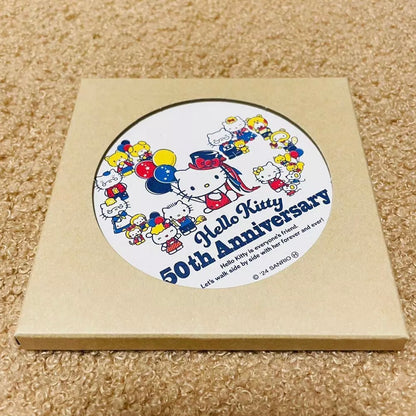 Hello Kitty
50th Anniversary
Hello Kitty is everyone's friend.
Let's walk side by side with her forever and ever!
© '24 SANRIO Ⓗ